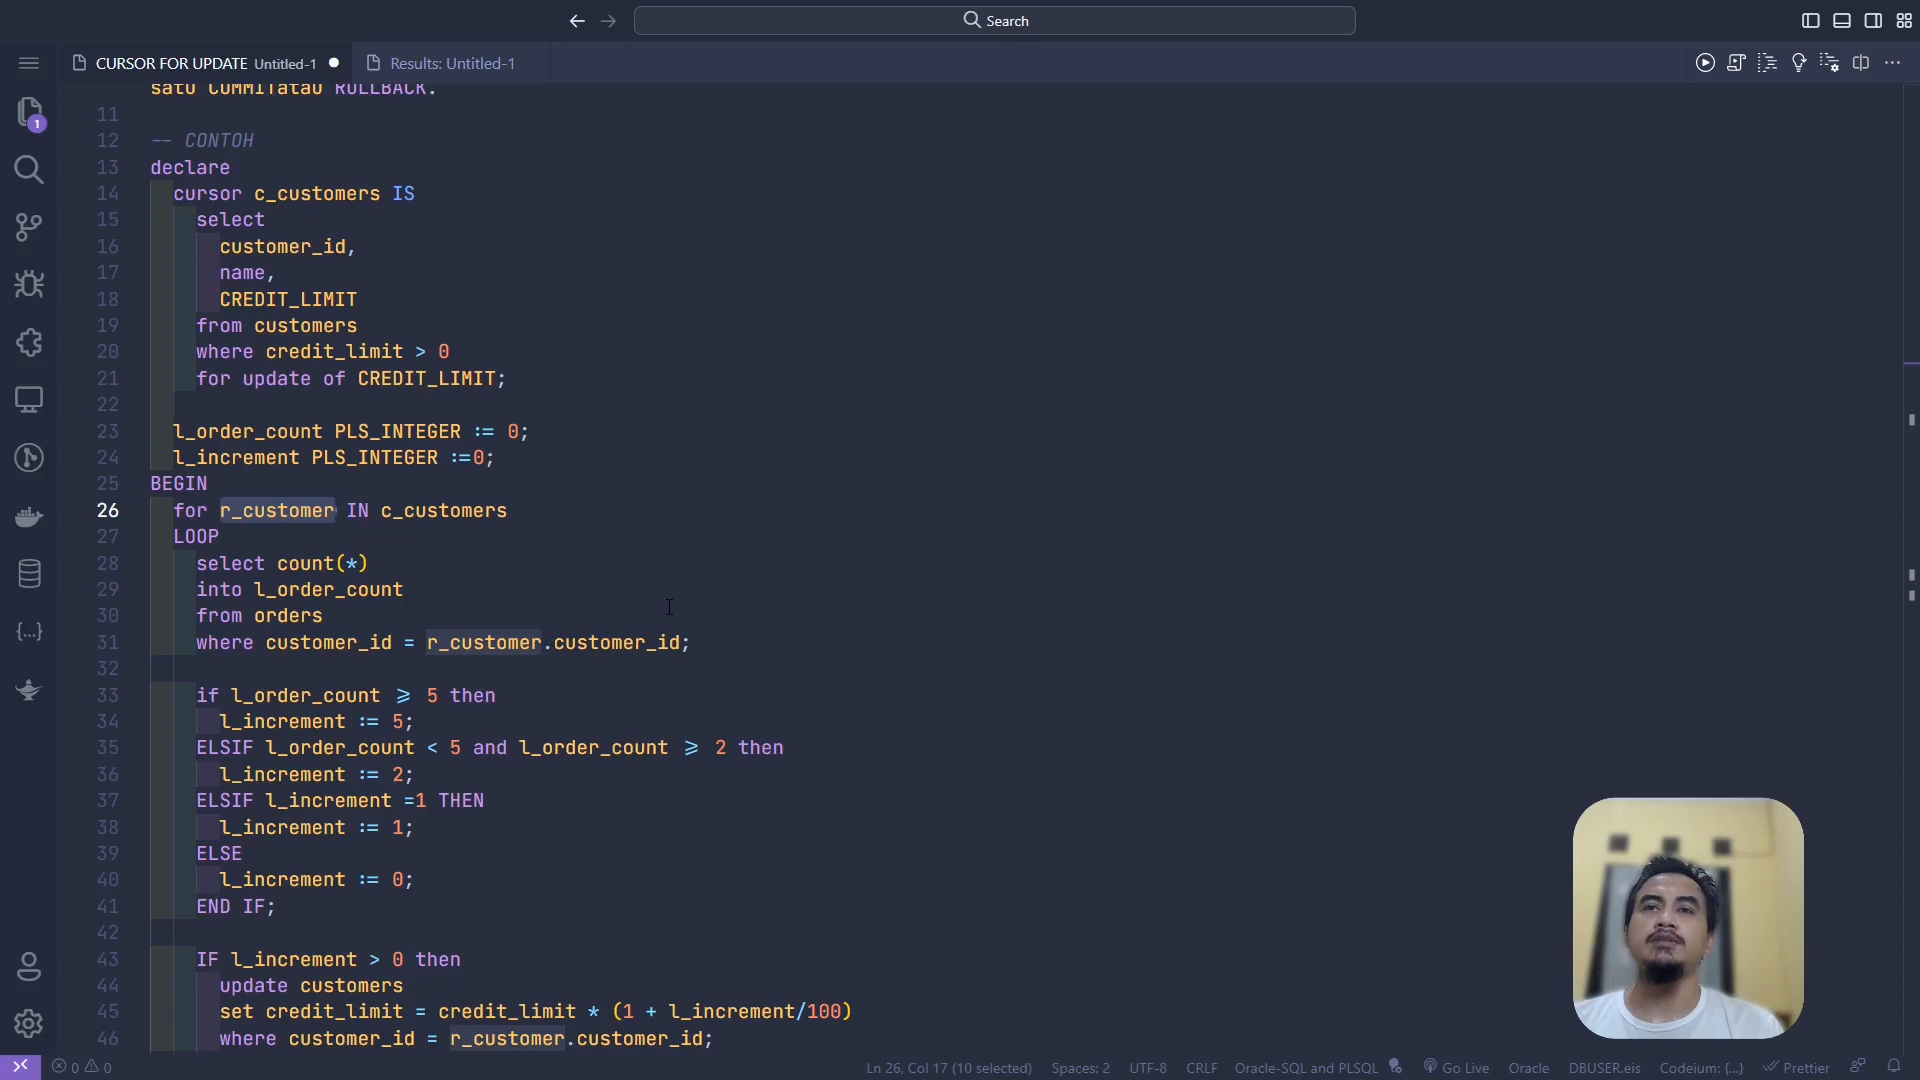 Search
CURSOR FOR UPDATE Untitled-1
Results: Untitled-1
1
satu COMMITatau ROLLBACK.
11
12 -- CONTOH
13 declare
14 cursor c_customers IS
15 select
16 customer_id,
17 name,
18 CREDIT_LIMIT
19 from customers
20 where credit_limit > 0
21 for update of CREDIT_LIMIT;
22
23 l_order_count PLS_INTEGER := 0;
24 l_increment PLS_INTEGER :=0;
25 BEGIN
26 for r_customer IN c_customers
27 LOOP
28 select count(*)
29 into l_order_count
30 from orders
31 where customer_id = r_customer.customer_id;
32
33 if l_order_count >= 5 then
34 l_increment := 5;
35 ELSIF l_order_count < 5 and l_order_count >= 2 then
36 l_increment := 2;
37 ELSIF l_increment =1 THEN
38 l_increment := 1;
39 ELSE
40 l_increment := 0;
41 END IF;
42
43 IF l_increment > 0 then
44 update customers
45 set credit_limit = credit_limit * (1 + l_increment/100)
46 where customer_id = r_customer.customer_id;
0 0 Ln 26, Col 17 (10 selected) Spaces: 2 UTF-8 CRLF Oracle-SQL and PLSQL Go Live Oracle DBUSER.eis Codeium: {...} Prettier